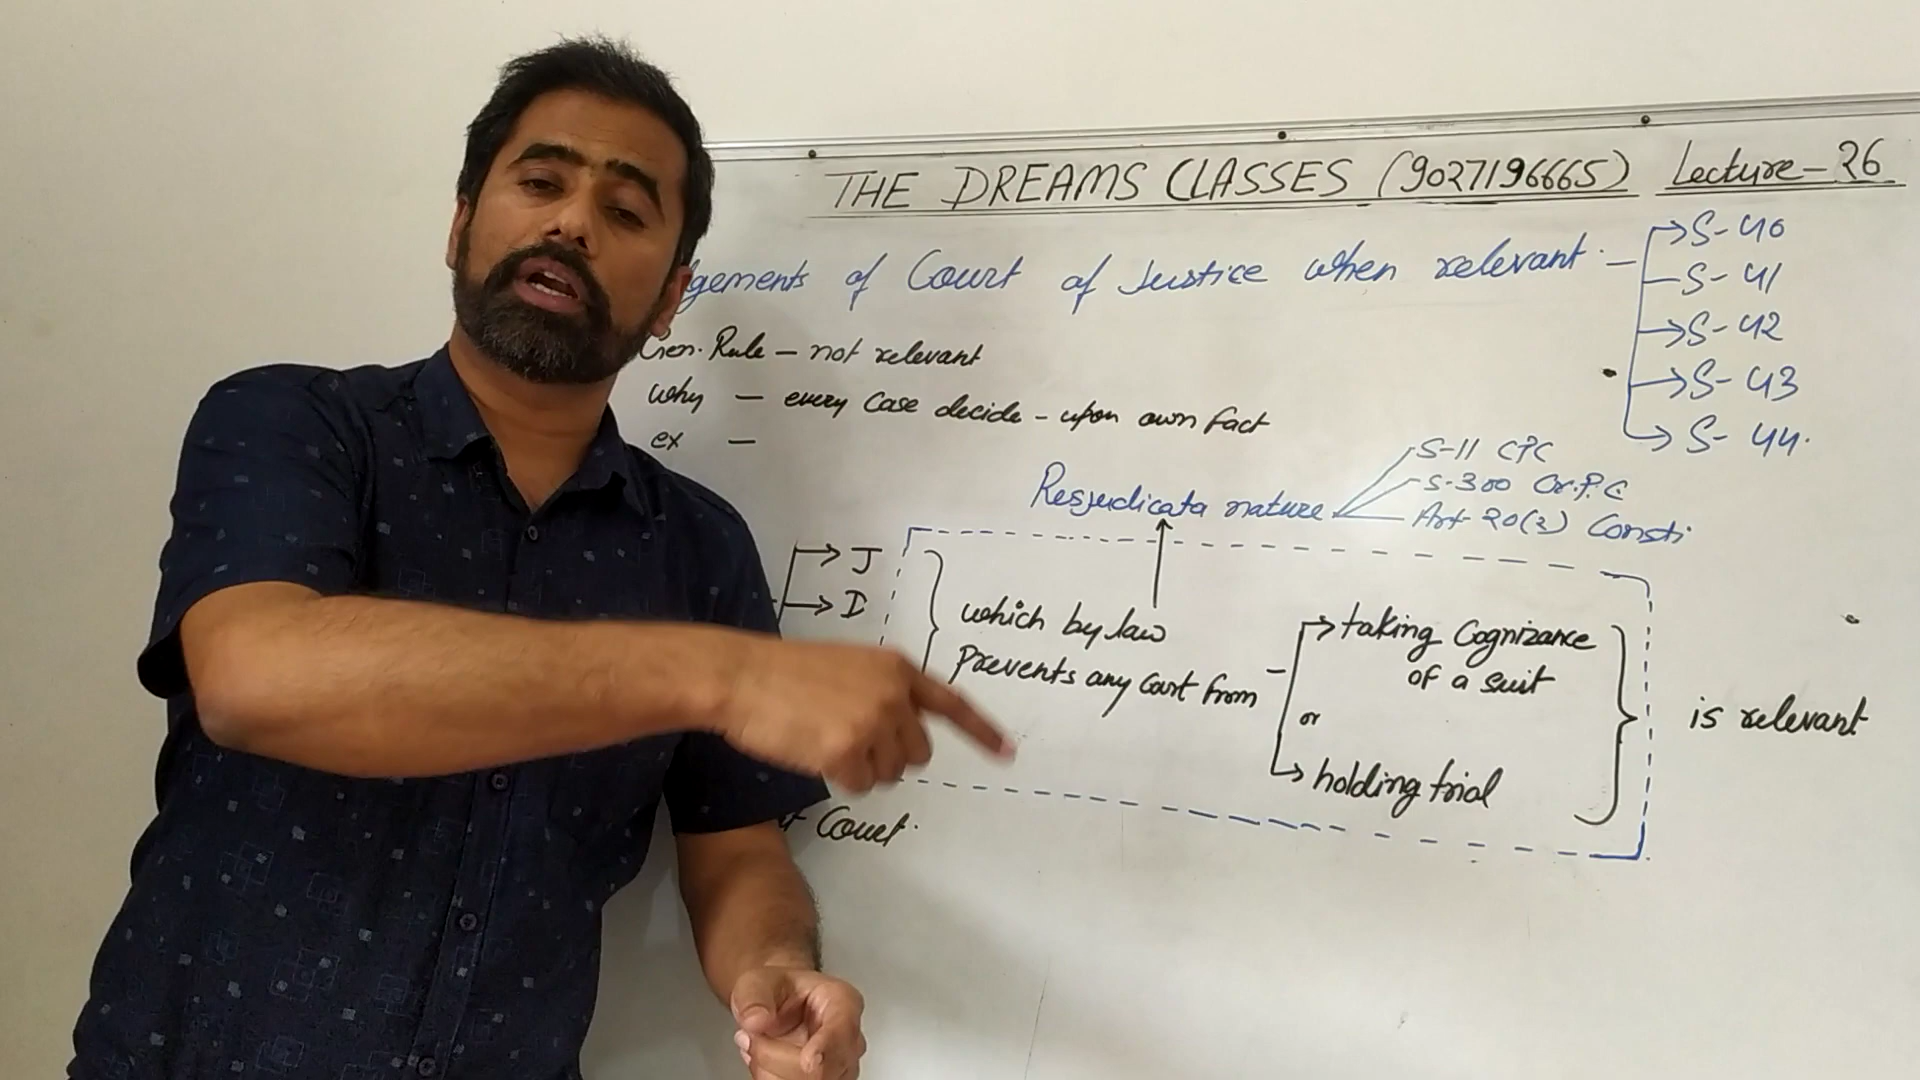 THE DREAMS CLASSES (9027196665) Lecture-26
gements of Court of Justice when relevant. -
→S-40
-S-41
→S-42
→S-43
→S-44.
Gen. Rule - not relevant
why - every Case decide - upon own fact
ex -
Resjudicata nature
S-11 CPC
S-300 Cr.P.C
Art 20(2) Consti.
→J
→D
which by law
Prevents any Court from -
→taking Cognizance
of a suit
or
→holding trial
is relevant
Court.